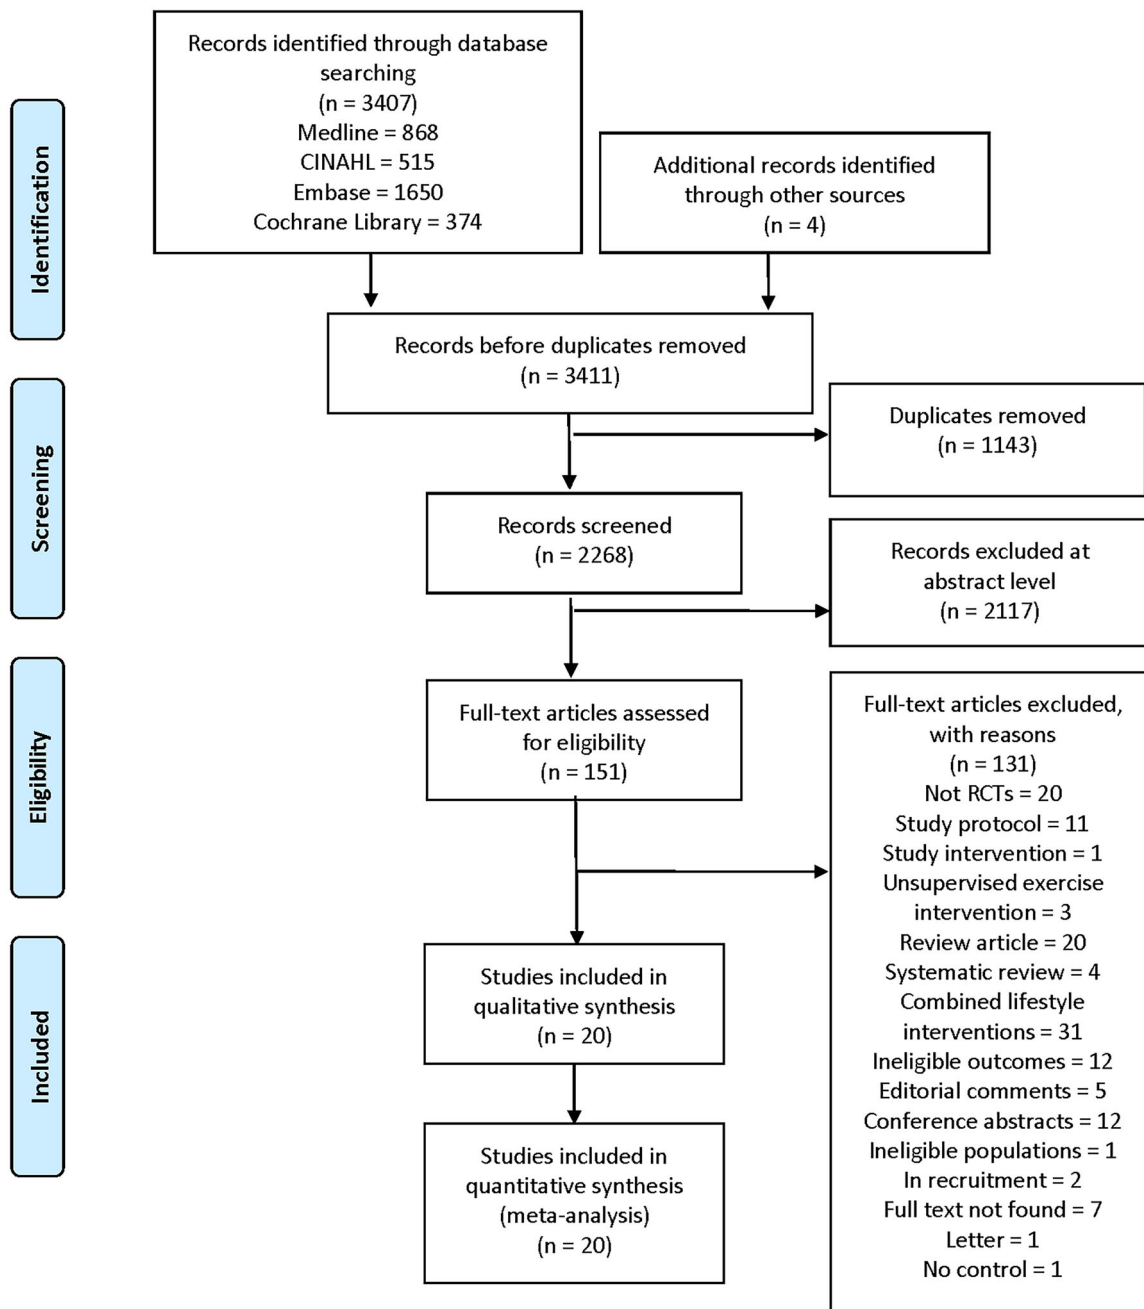 Identification
Records identified through database
searching
(n = 3407)
Medline = 868
CINAHL = 515
Embase = 1650
Cochrane Library = 374
Additional records identified
through other sources
(n = 4)
Records before duplicates removed
(n = 3411)
Screening
Duplicates removed
(n = 1143)
Records screened
(n = 2268)
Records excluded at
abstract level
(n = 2117)
Eligibility
Full-text articles assessed
for eligibility
(n = 151)
Full-text articles excluded,
with reasons
(n = 131)
Not RCTs = 20
Study protocol = 11
Study intervention = 1
Unsupervised exercise
intervention = 3
Review article = 20
Systematic review = 4
Combined lifestyle
interventions = 31
Ineligible outcomes = 12
Editorial comments = 5
Conference abstracts = 12
Ineligible populations = 1
In recruitment = 2
Full text not found = 7
Letter = 1
No control = 1
Included
Studies included in
qualitative synthesis
(n = 20)
Studies included in
quantitative synthesis
(meta-analysis)
(n = 20)